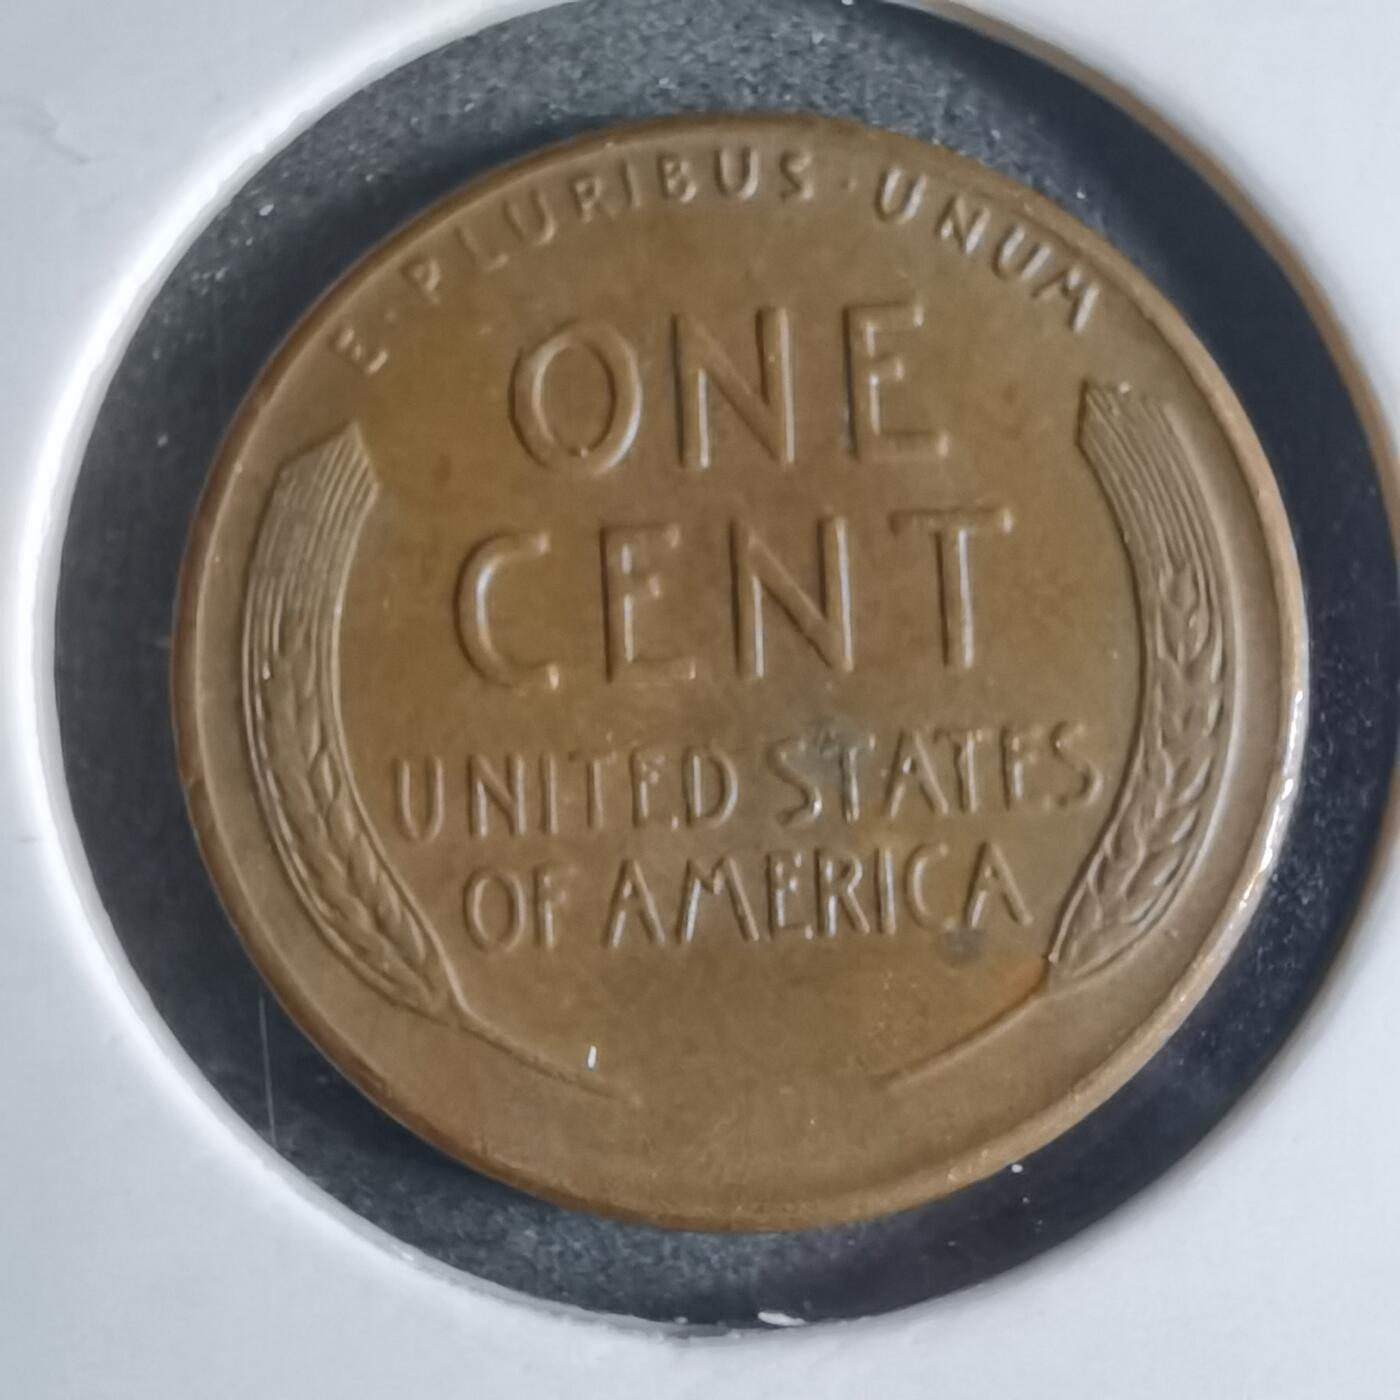 E · PLURIBUS · UNUM
ONE
CENT
UNITED STATES
OF AMERICA